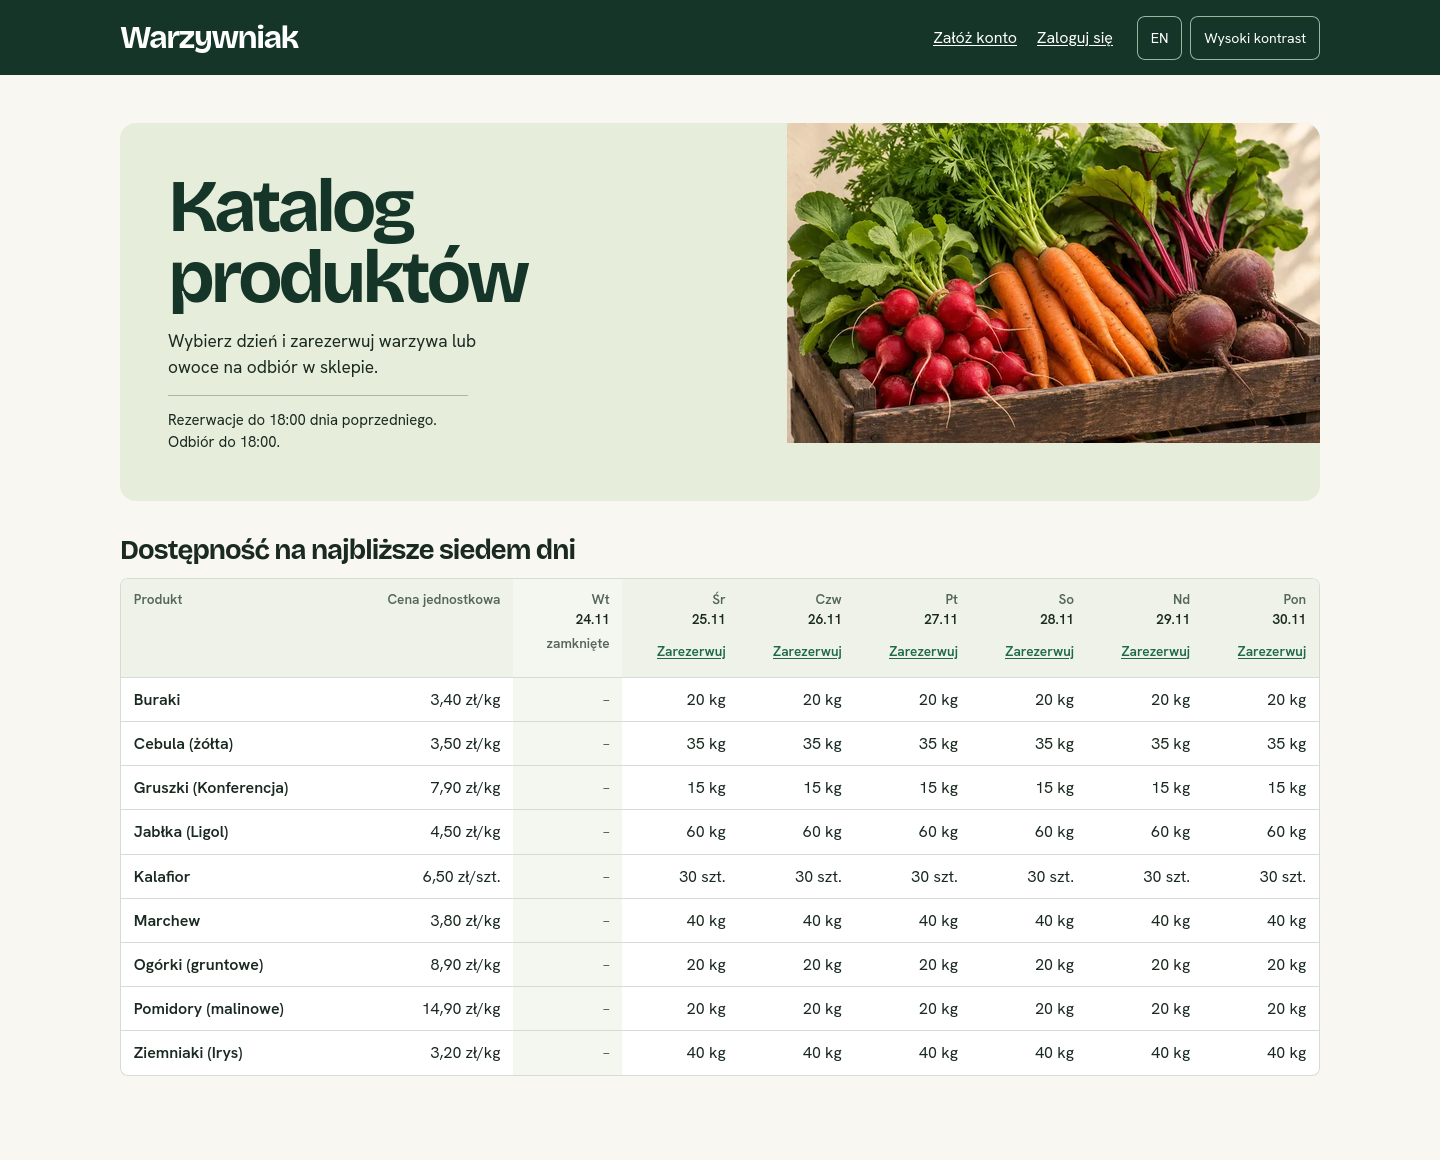 Warzywniak
Załóż konto Zaloguj się EN Wysoki kontrast
Katalog
produktów
Wybierz dzień i zarezerwuj warzywa lub
owoce na odbiór w sklepie.
Rezerwacje do 18:00 dnia poprzedniego.
Odbiór do 18:00.
Dostępność na najbliższe siedem dni
Produkt Cena jednostkowa Wt Śr Czw Pt So Nd Pon
24.11 25.11 26.11 27.11 28.11 29.11 30.11
zamknięte Zarezerwuj Zarezerwuj Zarezerwuj Zarezerwuj Zarezerwuj Zarezerwuj
Buraki 3,40 zł/kg – 20 kg 20 kg 20 kg 20 kg 20 kg 20 kg
Cebula (żółta) 3,50 zł/kg – 35 kg 35 kg 35 kg 35 kg 35 kg 35 kg
Gruszki (Konferencja) 7,90 zł/kg – 15 kg 15 kg 15 kg 15 kg 15 kg 15 kg
Jabłka (Ligol) 4,50 zł/kg – 60 kg 60 kg 60 kg 60 kg 60 kg 60 kg
Kalafior 6,50 zł/szt. – 30 szt. 30 szt. 30 szt. 30 szt. 30 szt. 30 szt.
Marchew 3,80 zł/kg – 40 kg 40 kg 40 kg 40 kg 40 kg 40 kg
Ogórki (gruntowe) 8,90 zł/kg – 20 kg 20 kg 20 kg 20 kg 20 kg 20 kg
Pomidory (malinowe) 14,90 zł/kg – 20 kg 20 kg 20 kg 20 kg 20 kg 20 kg
Ziemniaki (Irys) 3,20 zł/kg – 40 kg 40 kg 40 kg 40 kg 40 kg 40 kg